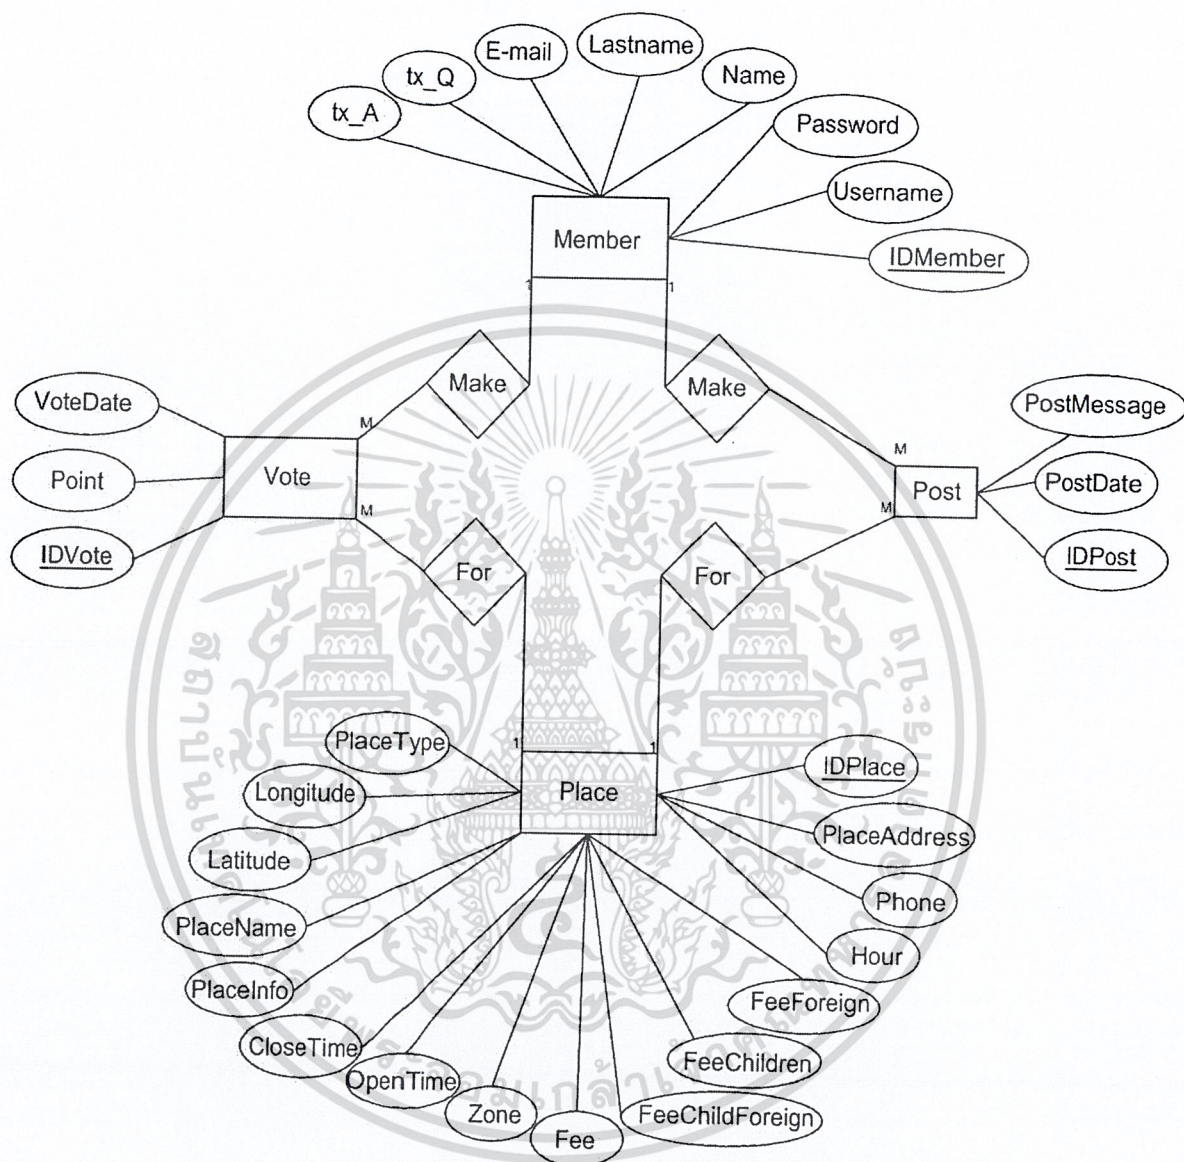 E-mail
Lastname
tx_Q
Name
tx_A
Password
Username
Member
IDMember
1
1
Make
Make
VoteDate
PostMessage
M
M
Vote
Point
Post
PostDate
M
M
IDVote
IDPost
For
For
PlaceType
1
1
IDPlace
Longitude
Place
PlaceAddress
Latitude
Phone
PlaceName
Hour
PlaceInfo
FeeForeign
CloseTime
FeeChildren
OpenTime
Zone
FeeChildForeign
Fee